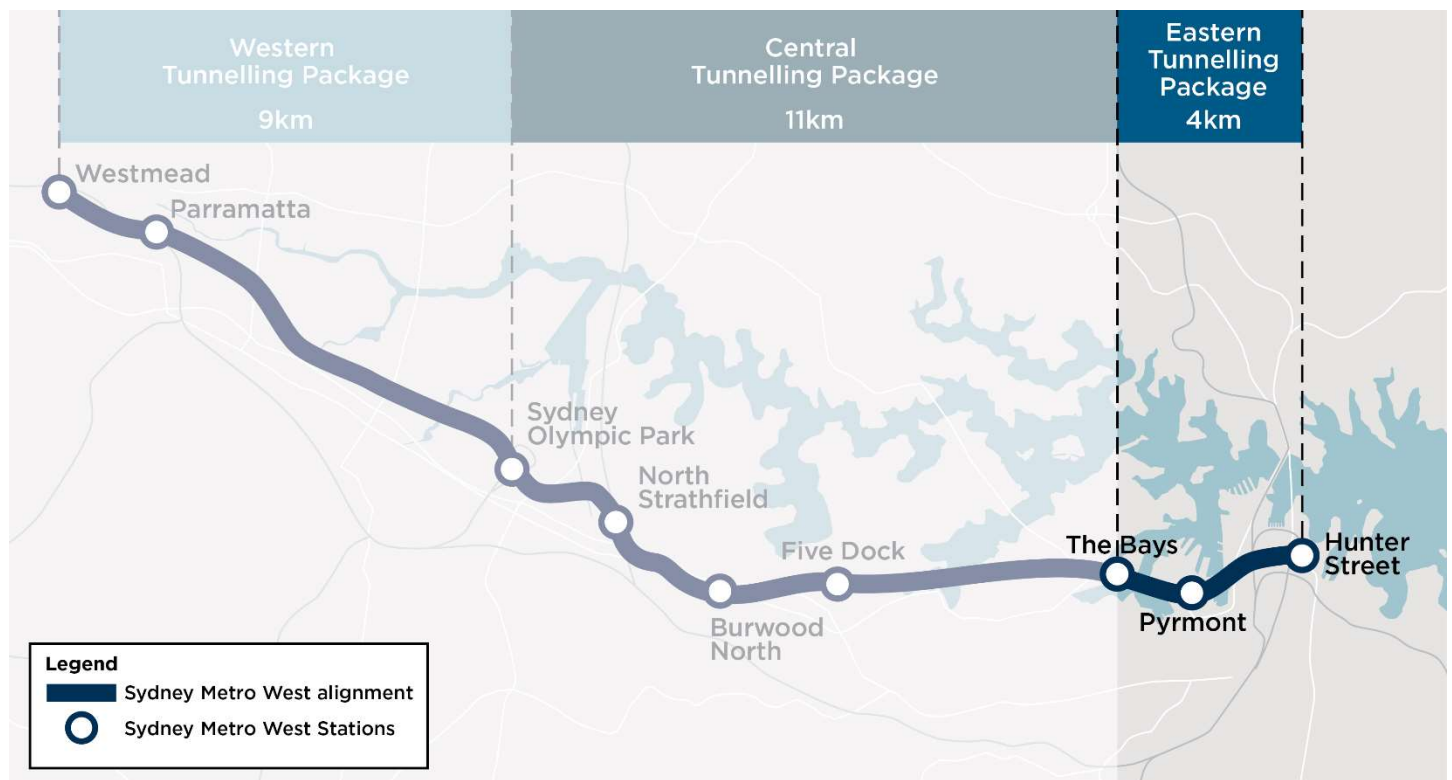 Western
Tunnelling Package
9km
Central
Tunnelling Package
11km
Eastern
Tunnelling
Package
4km
Westmead
Parramatta
Sydney
Olympic Park
North
Strathfield
Burwood
North
Five Dock
The Bays
Pyrmont
Hunter
Street
Legend
Sydney Metro West alignment
Sydney Metro West Stations